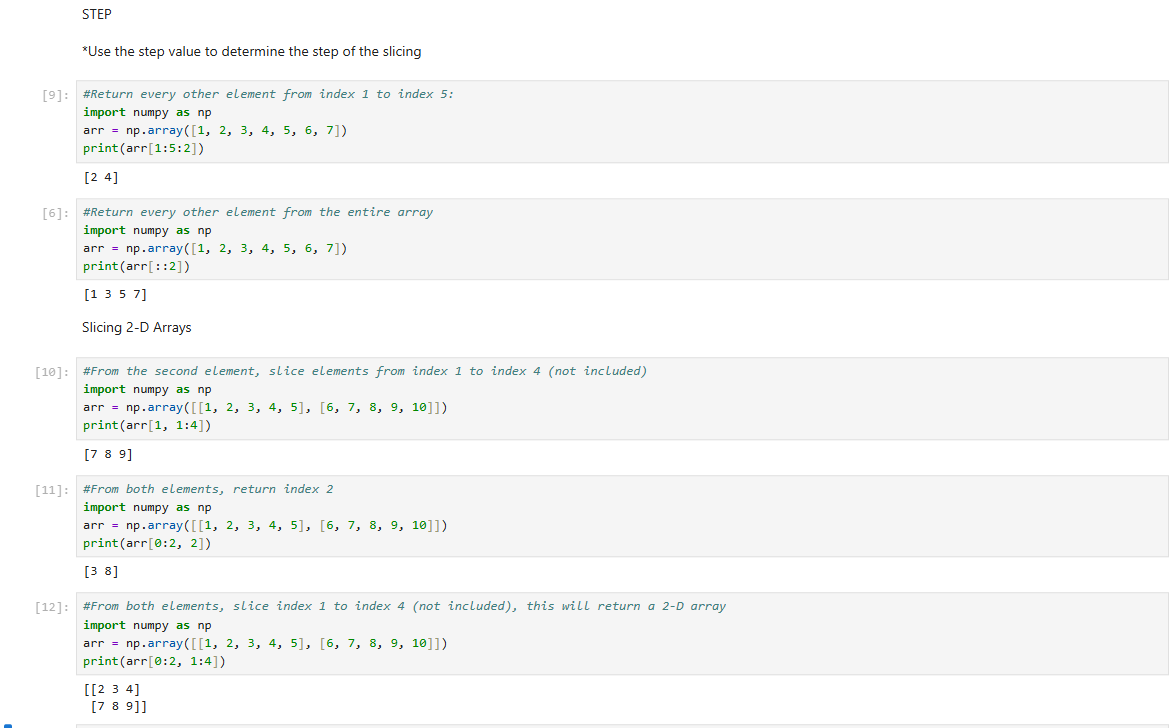 STEP
*Use the step value to determine the step of the slicing
[9]: #Return every other element from index 1 to index 5:
import numpy as np
arr = np.array([1, 2, 3, 4, 5, 6, 7])
print(arr[1:5:2])
[2 4]
[6]: #Return every other element from the entire array
import numpy as np
arr = np.array([1, 2, 3, 4, 5, 6, 7])
print(arr[::2])
[1 3 5 7]
Slicing 2-D Arrays
[10]: #From the second element, slice elements from index 1 to index 4 (not included)
import numpy as np
arr = np.array([[1, 2, 3, 4, 5], [6, 7, 8, 9, 10]])
print(arr[1, 1:4])
[7 8 9]
[11]: #From both elements, return index 2
import numpy as np
arr = np.array([[1, 2, 3, 4, 5], [6, 7, 8, 9, 10]])
print(arr[0:2, 2])
[3 8]
[12]: #From both elements, slice index 1 to index 4 (not included), this will return a 2-D array
import numpy as np
arr = np.array([[1, 2, 3, 4, 5], [6, 7, 8, 9, 10]])
print(arr[0:2, 1:4])
[[2 3 4]
[7 8 9]]